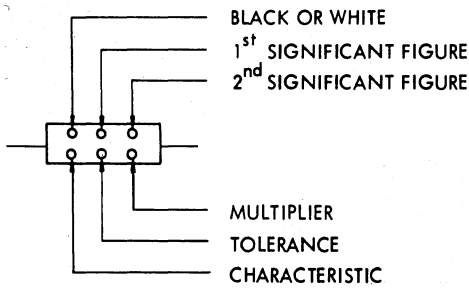 BLACK OR WHITE
1st SIGNIFICANT FIGURE
2nd SIGNIFICANT FIGURE
MULTIPLIER
TOLERANCE
CHARACTERISTIC